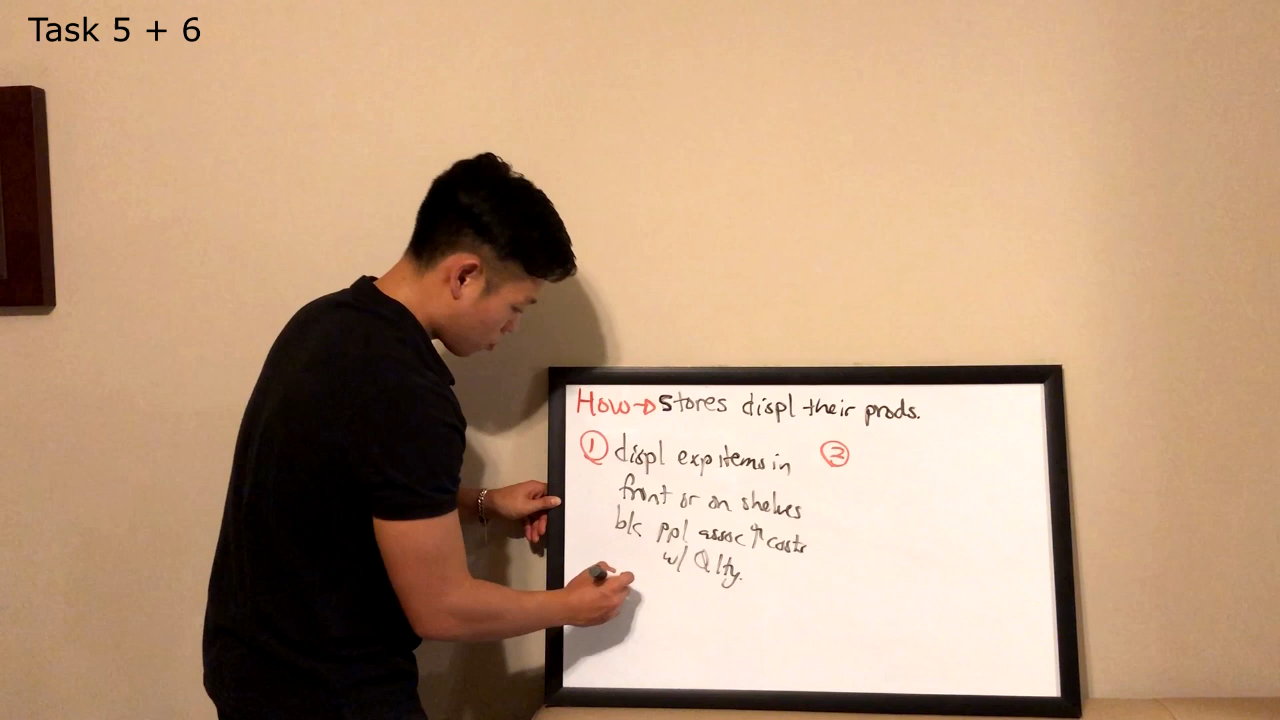 Task 5 + 6
How → stores displ their prods.
① displ exp items in
front or on shelves
b/c ppl assoc ↑ costs
w/ Qlty.
②